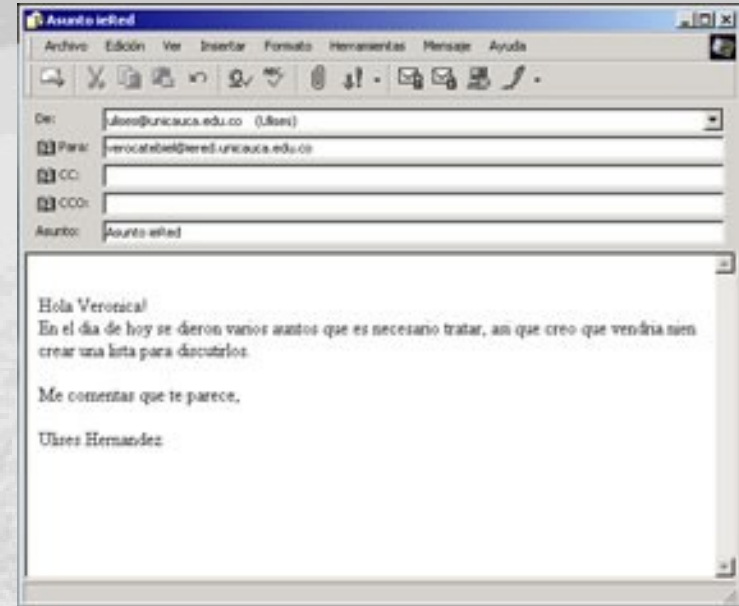 Asunto ieRed
Archivo Edición Ver Insertar Formato Herramientas Mensaje Ayuda
De: ulises@unicauca.edu.co (Ulises)
Para: verocatebiel@iered.unicauca.edu.co
CC:
CCO:
Asunto: Asunto ieRed
Hola Veronica!
En el dia de hoy se dieron varios auntos que es necesario tratar, asi que creo que vendria nien
crear una lista para discutirlos.
Me comentas que te parece,
Ulises Hernandez